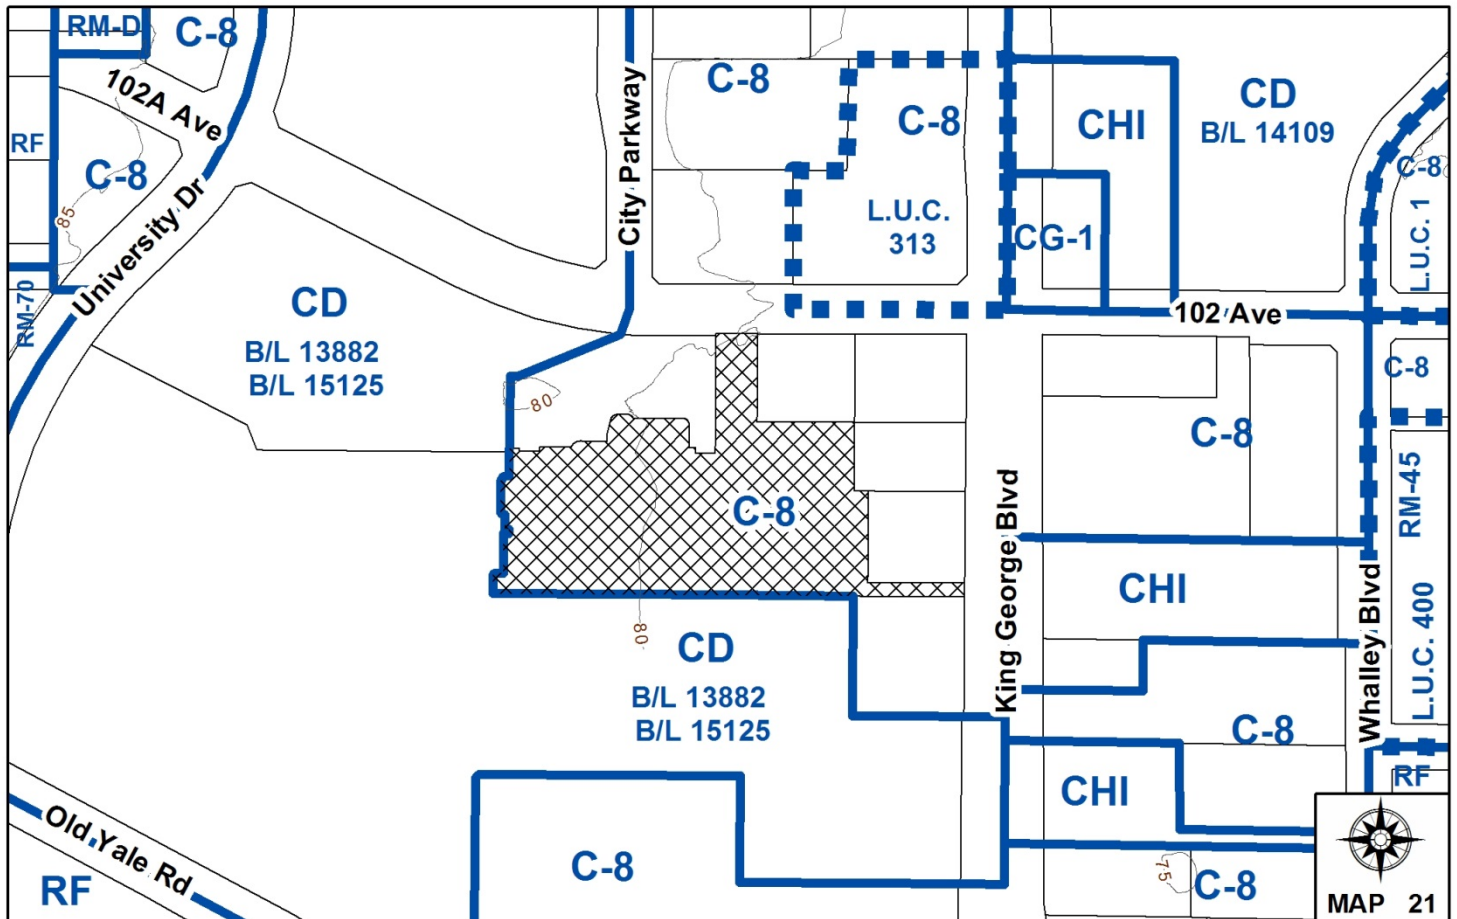 RM-D
C-8
102A Ave
RF
C-8
85
University Dr
RM-70
CD
B/L 13882
B/L 15125
City Parkway
C-8
C-8
L.U.C.
313
CHI
CG-1
CD
B/L 14109
C-8
L.U.C. 1
102 Ave
C-8
80
C-8
80
C-8
King George Blvd
RM-45
L.U.C. 400
CHI
Whalley Blvd
CD
B/L 13882
B/L 15125
C-8
RF
CHI
Old Yale Rd
RF
C-8
75
C-8
MAP 21